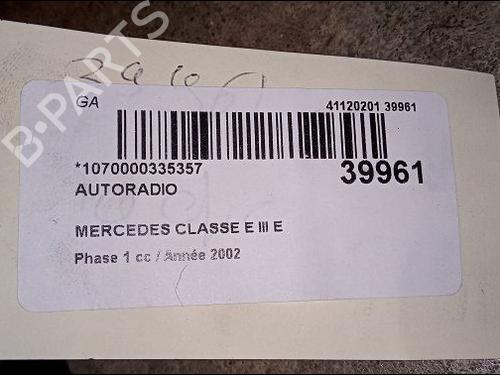 B-PARTS
GA
41120201 39961
*1070000335357
39961
AUTORADIO
MERCEDES CLASSE E III E
Phase 1 cc / Année 2002